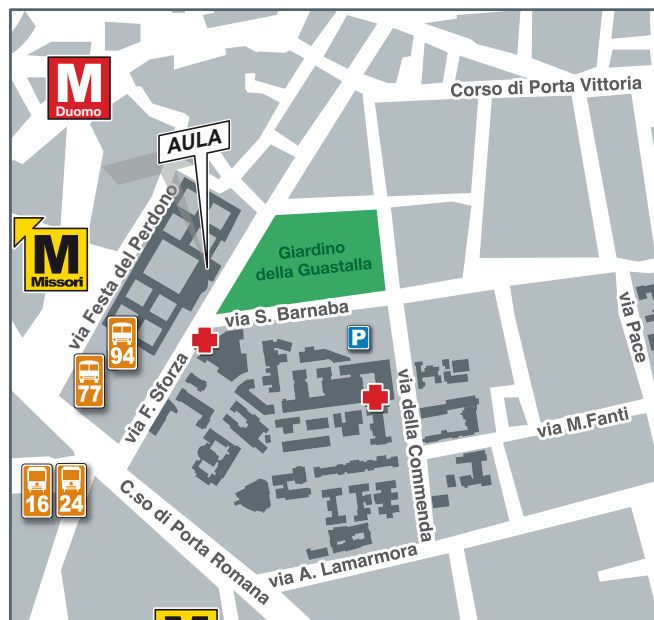 M
Duomo
Corso di Porta Vittoria
AULA
via Festa del Perdono
Giardino
della Guastalla
M
Missori
via S. Barnaba
via Pace
P
94
77
via F. Sforza
via della Commenda
via M.Fanti
16
24
C.so di Porta Romana
via A. Lamarmora